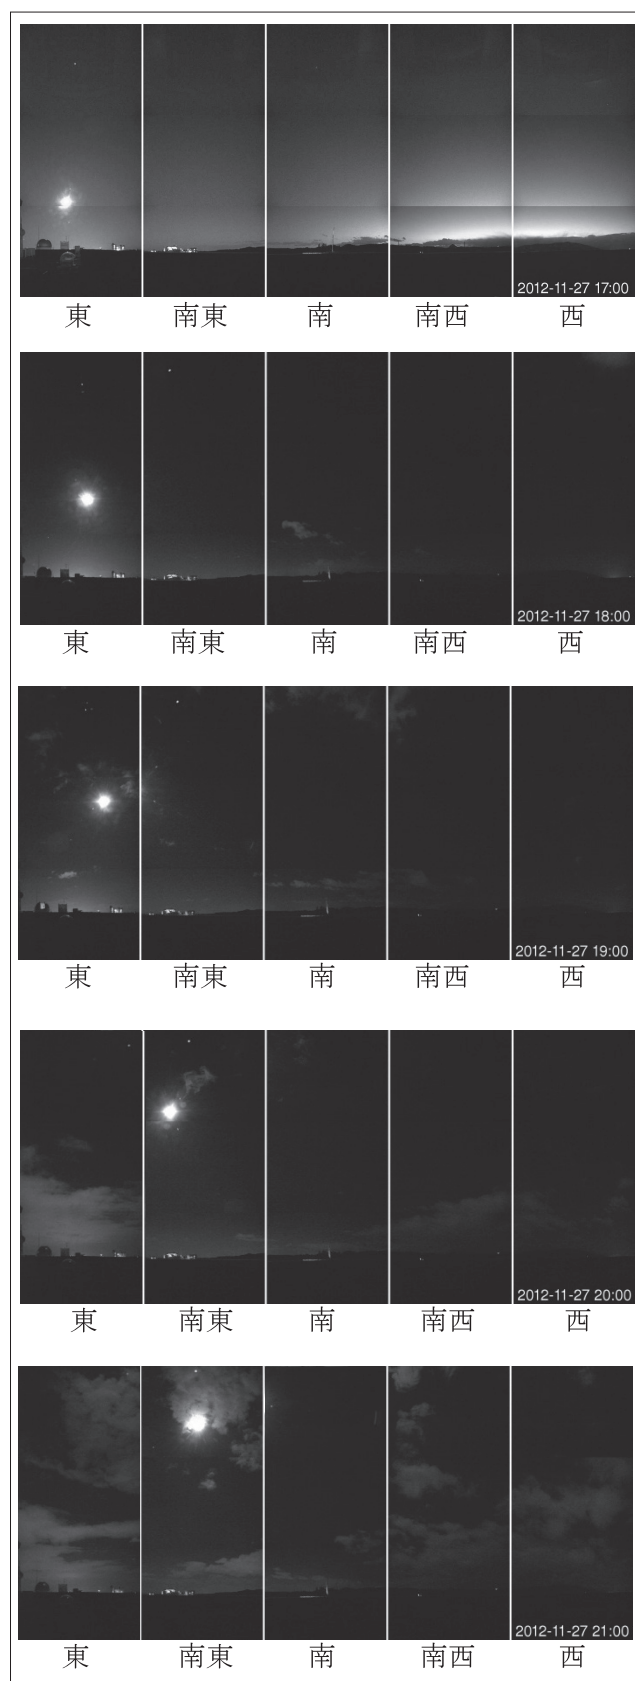 2012-11-27 17:00
東 南東 南 南西 西
2012-11-27 18:00
東 南東 南 南西 西
2012-11-27 19:00
東 南東 南 南西 西
2012-11-27 20:00
東 南東 南 南西 西
2012-11-27 21:00
東 南東 南 南西 西